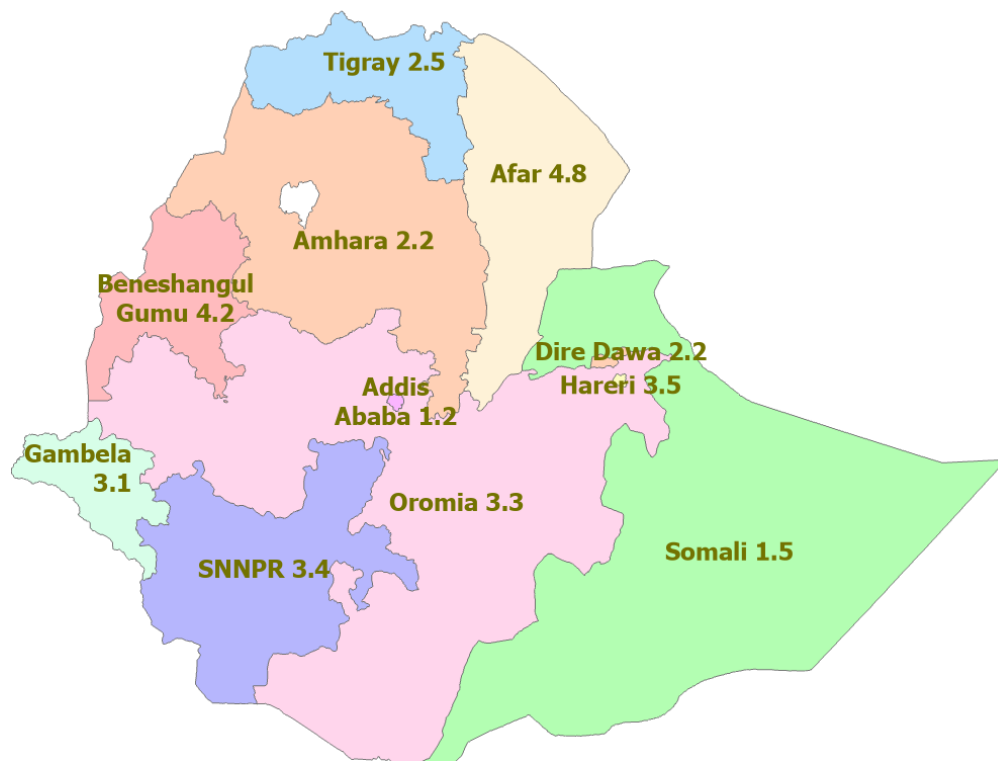 Tigray 2.5
Afar 4.8
Amhara 2.2
Beneshangul
Gumu 4.2
Dire Dawa 2.2
Hareri 3.5
Addis
Ababa 1.2
Gambela
3.1
Oromia 3.3
Somali 1.5
SNNPR 3.4